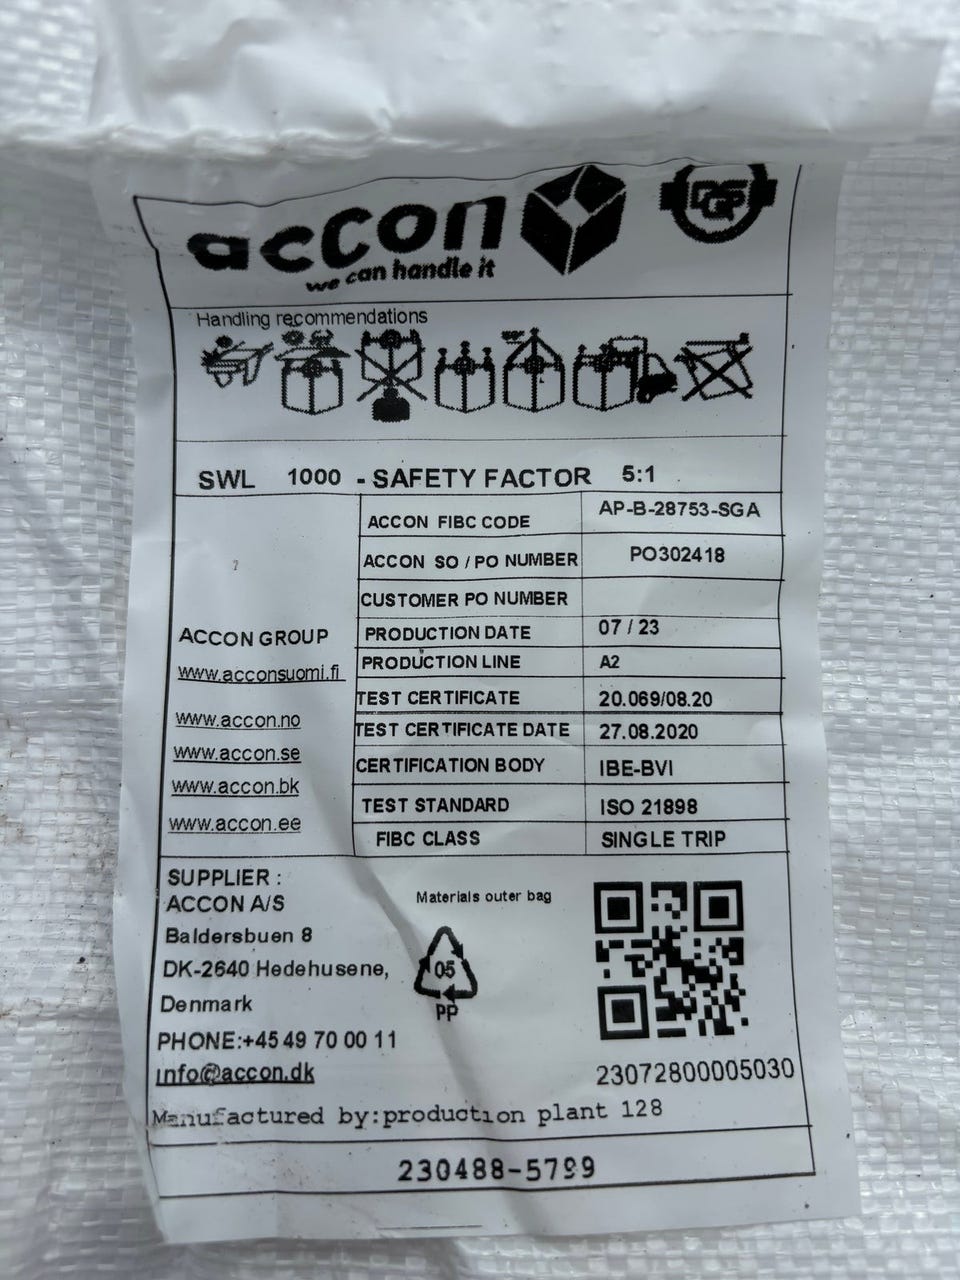 accon
we can handle it
Handling recommendations
SWL 1000 - SAFETY FACTOR 5:1
ACCON FIBC CODE AP-B-28753-SGA
ACCON SO / PO NUMBER PO302418
CUSTOMER PO NUMBER
PRODUCTION DATE 07 / 23
PRODUCTION LINE A2
TEST CERTIFICATE 20.069/08.20
TEST CERTIFICATE DATE 27.08.2020
CERTIFICATION BODY IBE-BVI
TEST STANDARD ISO 21898
FIBC CLASS SINGLE TRIP
ACCON GROUP
www.acconsuomi.fi
www.accon.no
www.accon.se
www.accon.bk
www.accon.ee
SUPPLIER :
ACCON A/S
Baldersbuen 8
DK-2640 Hedehusene,
Denmark
PHONE:+45 49 70 00 11
info@accon.dk
Materials outer bag
05
PP
23072800005030
Manufactured by:production plant 128
230488-5799